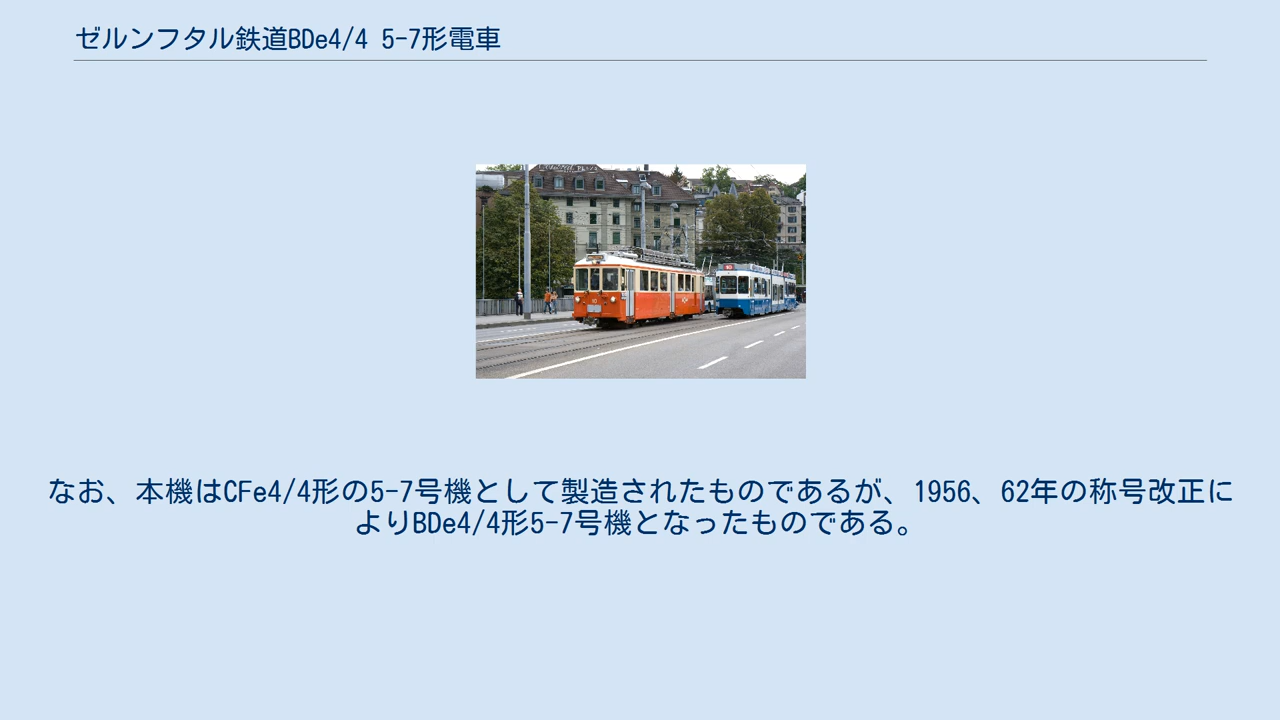 ゼルンフタル鉄道BDe4/4 5-7形電車
なお、本機はCFe4/4形の5-7号機として製造されたものであるが、1956、62年の称号改正に
よりBDe4/4形5-7号機となったものである。